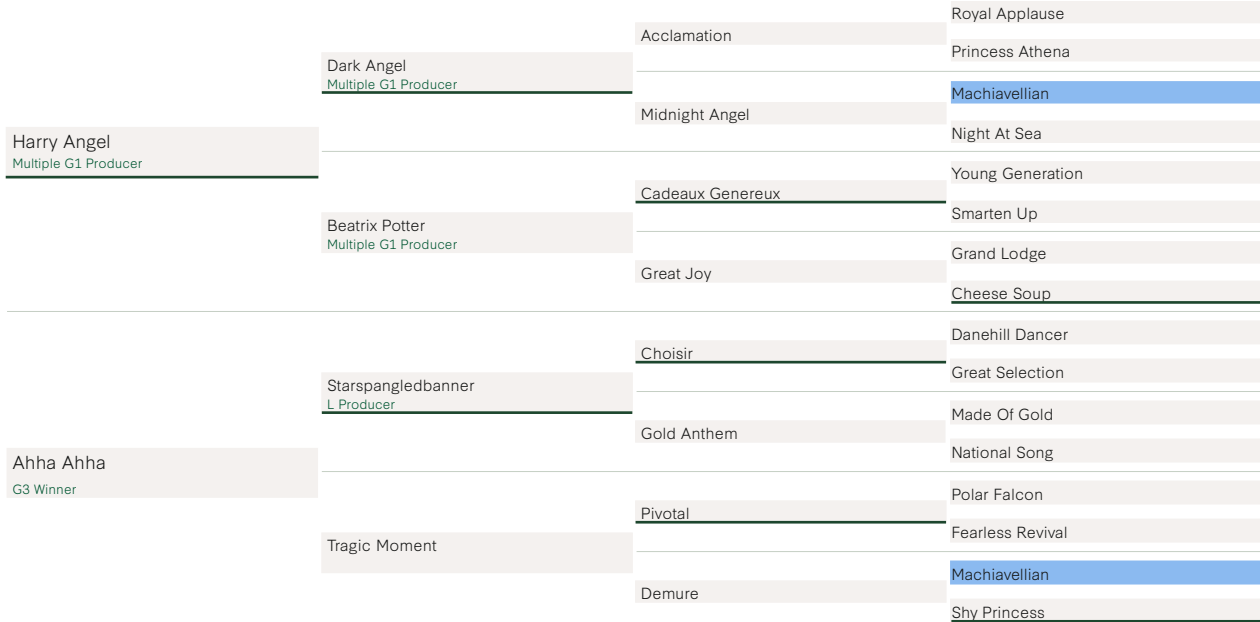 Harry Angel
Multiple G1 Producer
Ahha Ahha
G3 Winner
Dark Angel
Multiple G1 Producer
Beatrix Potter
Multiple G1 Producer
Starspangledbanner
L Producer
Tragic Moment
Acclamation
Midnight Angel
Cadeaux Genereux
Great Joy
Choisir
Gold Anthem
Pivotal
Demure
Royal Applause
Princess Athena
Machiavellian
Night At Sea
Young Generation
Smarten Up
Grand Lodge
Cheese Soup
Danehill Dancer
Great Selection
Made Of Gold
National Song
Polar Falcon
Fearless Revival
Machiavellian
Shy Princess